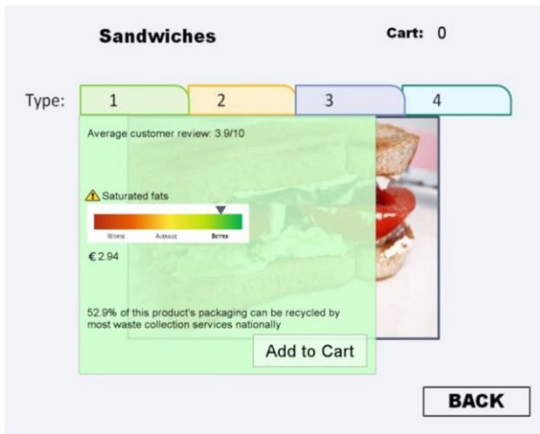 Sandwiches
Cart: 0
Type: 1 2 3 4
Average customer review: 3.9/10
Saturated fats
WORSE AVERAGE BETTER
€2.94
52.9% of this product's packaging can be recycled by
most waste collection services nationally
Add to Cart
BACK